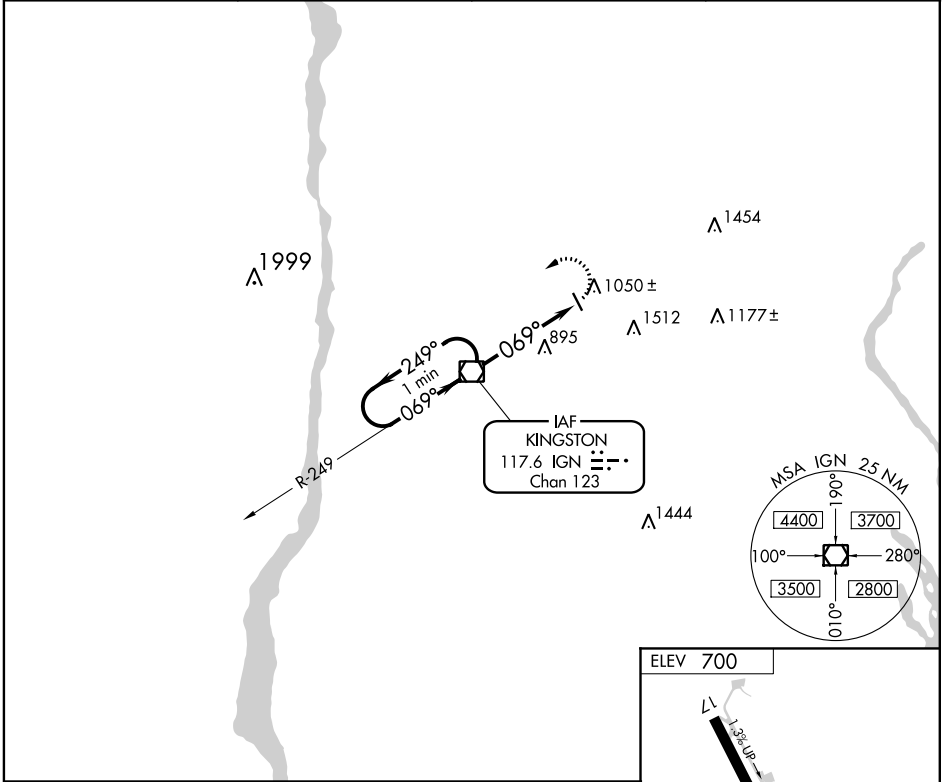 1454
1999
1050 ±
1512
1177±
895
069°
249°
1 min
069°
R-249
IAF
KINGSTON
117.6 IGN
Chan 123
1444
MSA IGN 25 NM
190°
4400
3700
100°
280°
3500
2800
010°
ELEV 700
17
1.3% UP